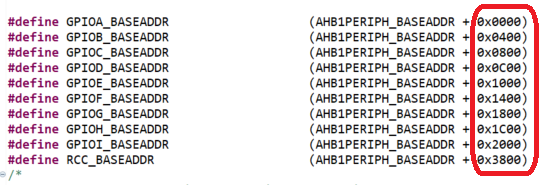 #define GPIOA_BASEADDR (AHB1PERIPH_BASEADDR + 0x0000)
#define GPIOB_BASEADDR (AHB1PERIPH_BASEADDR + 0x0400)
#define GPIOC_BASEADDR (AHB1PERIPH_BASEADDR + 0x0800)
#define GPIOD_BASEADDR (AHB1PERIPH_BASEADDR + 0x0C00)
#define GPIOE_BASEADDR (AHB1PERIPH_BASEADDR + 0x1000)
#define GPIOF_BASEADDR (AHB1PERIPH_BASEADDR + 0x1400)
#define GPIOG_BASEADDR (AHB1PERIPH_BASEADDR + 0x1800)
#define GPIOH_BASEADDR (AHB1PERIPH_BASEADDR + 0x1C00)
#define GPIOI_BASEADDR (AHB1PERIPH_BASEADDR + 0x2000)
#define RCC_BASEADDR (AHB1PERIPH_BASEADDR + 0x3800)
/*